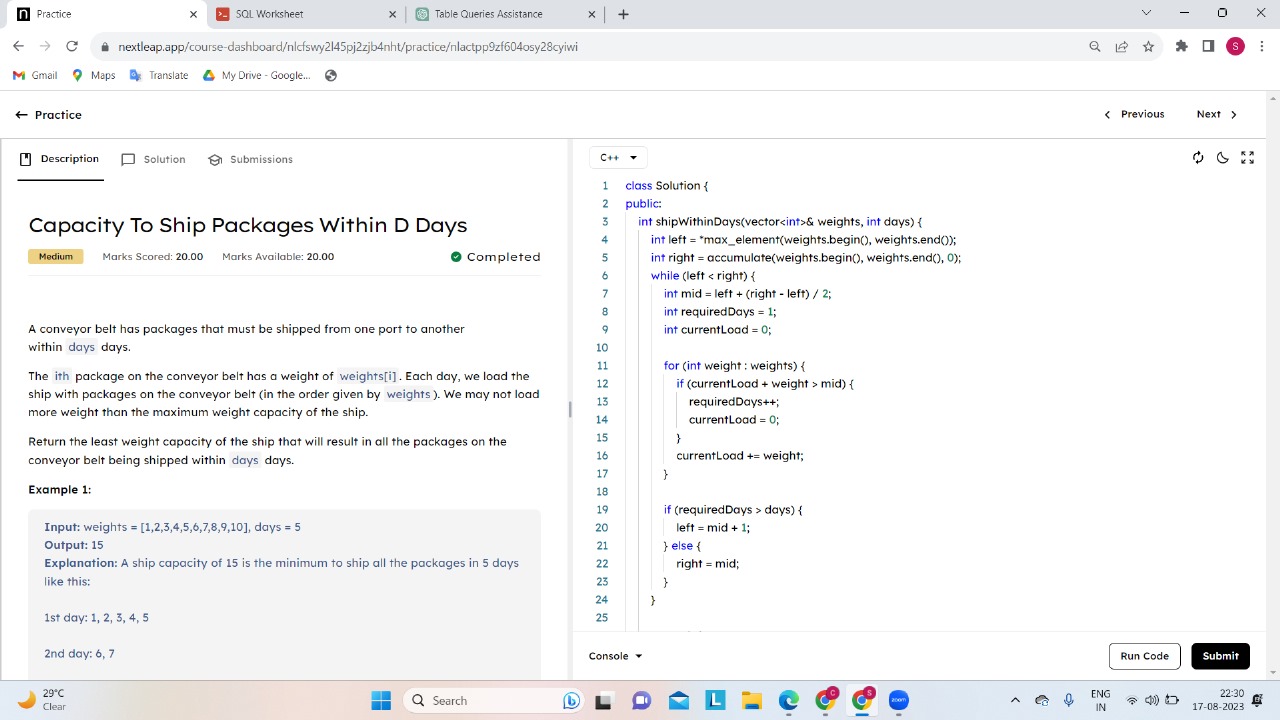 Practice
SQL Worksheet
Table Queries Assistance
nextleap.app/course-dashboard/nlcfswy2l45pj2zjb4nht/practice/nlactpp9zf604osy28cyiwi
S
Gmail
Maps
Translate
My Drive - Google...
Practice
Previous
Next
Description
Solution
Submissions
Capacity To Ship Packages Within D Days
Medium
Marks Scored: 20.00
Marks Available: 20.00
Completed
A conveyor belt has packages that must be shipped from one port to another
within days days.
The ith package on the conveyor belt has a weight of weights[i]. Each day, we load the
ship with packages on the conveyor belt (in the order given by weights). We may not load
more weight than the maximum weight capacity of the ship.
Return the least weight capacity of the ship that will result in all the packages on the
conveyor belt being shipped within days days.
Example 1:
Input: weights = [1,2,3,4,5,6,7,8,9,10], days = 5
Output: 15
Explanation: A ship capacity of 15 is the minimum to ship all the packages in 5 days
like this:
1st day: 1, 2, 3, 4, 5
2nd day: 6, 7
C++
1 class Solution {
2 public:
3 int shipWithinDays(vector<int>& weights, int days) {
4 int left = *max_element(weights.begin(), weights.end());
5 int right = accumulate(weights.begin(), weights.end(), 0);
6 while (left < right) {
7 int mid = left + (right - left) / 2;
8 int requiredDays = 1;
9 int currentLoad = 0;
10
11 for (int weight : weights) {
12 if (currentLoad + weight > mid) {
13 requiredDays++;
14 currentLoad = 0;
15 }
16 currentLoad += weight;
17 }
18
19 if (requiredDays > days) {
20 left = mid + 1;
21 } else {
22 right = mid;
23 }
24 }
25
Console
Run Code
Submit
29°C
Clear
Search
L
C
S
zoom
ENG
IN
22:30
17-08-2023